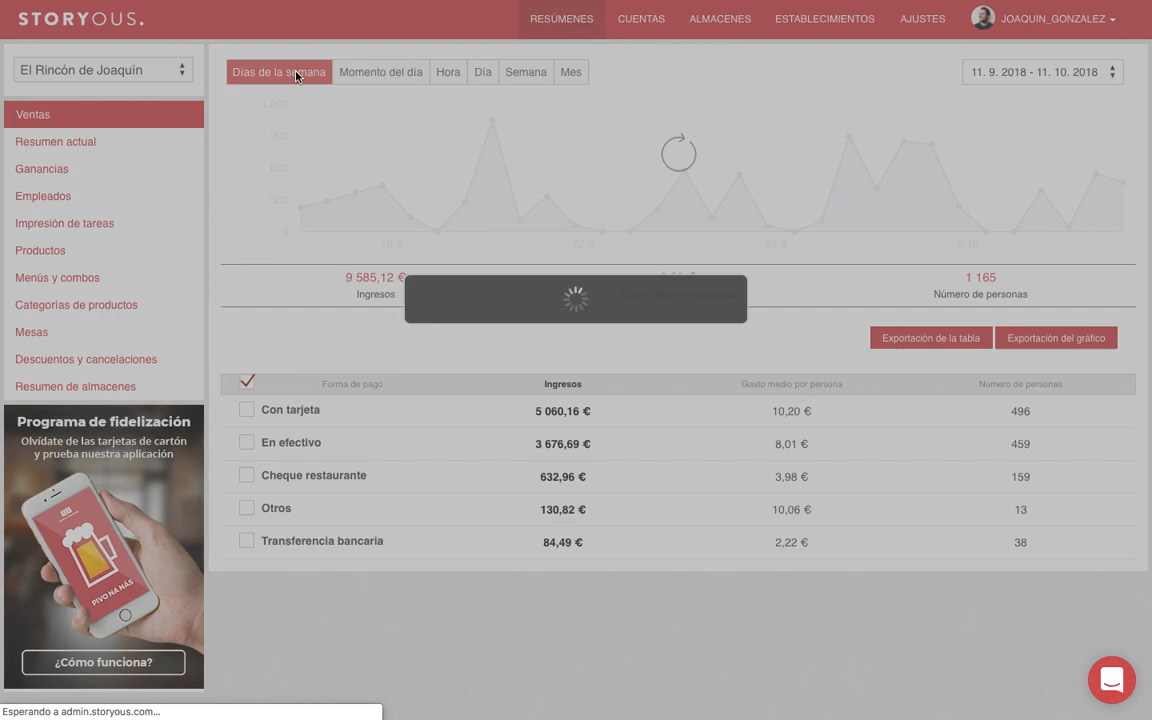 STORYOUS.
RESÚMENES
CUENTAS
ALMACENES
ESTABLECIMIENTOS
AJUSTES
JOAQUIN_GONZALEZ
El Rincón de Joaquín
Días de la semana
Momento del día
Hora
Día
Semana
Mes
11. 9. 2018 - 11. 10. 2018
Ventas
Resumen actual
Ganancias
Empleados
Impresión de tareas
Productos
Menús y combos
Categorías de productos
Mesas
Descuentos y cancelaciones
Resumen de almacenes
1,200
900
600
300
0
15.9.
22.9.
29.9.
6.10.
9 585,12 €
Ingresos
1 165
Número de personas
Exportación de la tabla
Exportación del gráfico
Forma de pago Ingresos Gasto medio por persona Número de personas
Con tarjeta 5 060,16 € 10,20 € 496
En efectivo 3 676,69 € 8,01 € 459
Cheque restaurante 632,96 € 3,98 € 159
Otros 130,82 € 10,06 € 13
Transferencia bancaria 84,49 € 2,22 € 38
Programa de fidelización
Olvídate de las tarjetas de cartón
y prueba nuestra aplicación
PIVO NA NÁS
¿Cómo funciona?
Esperando a admin.storyous.com...